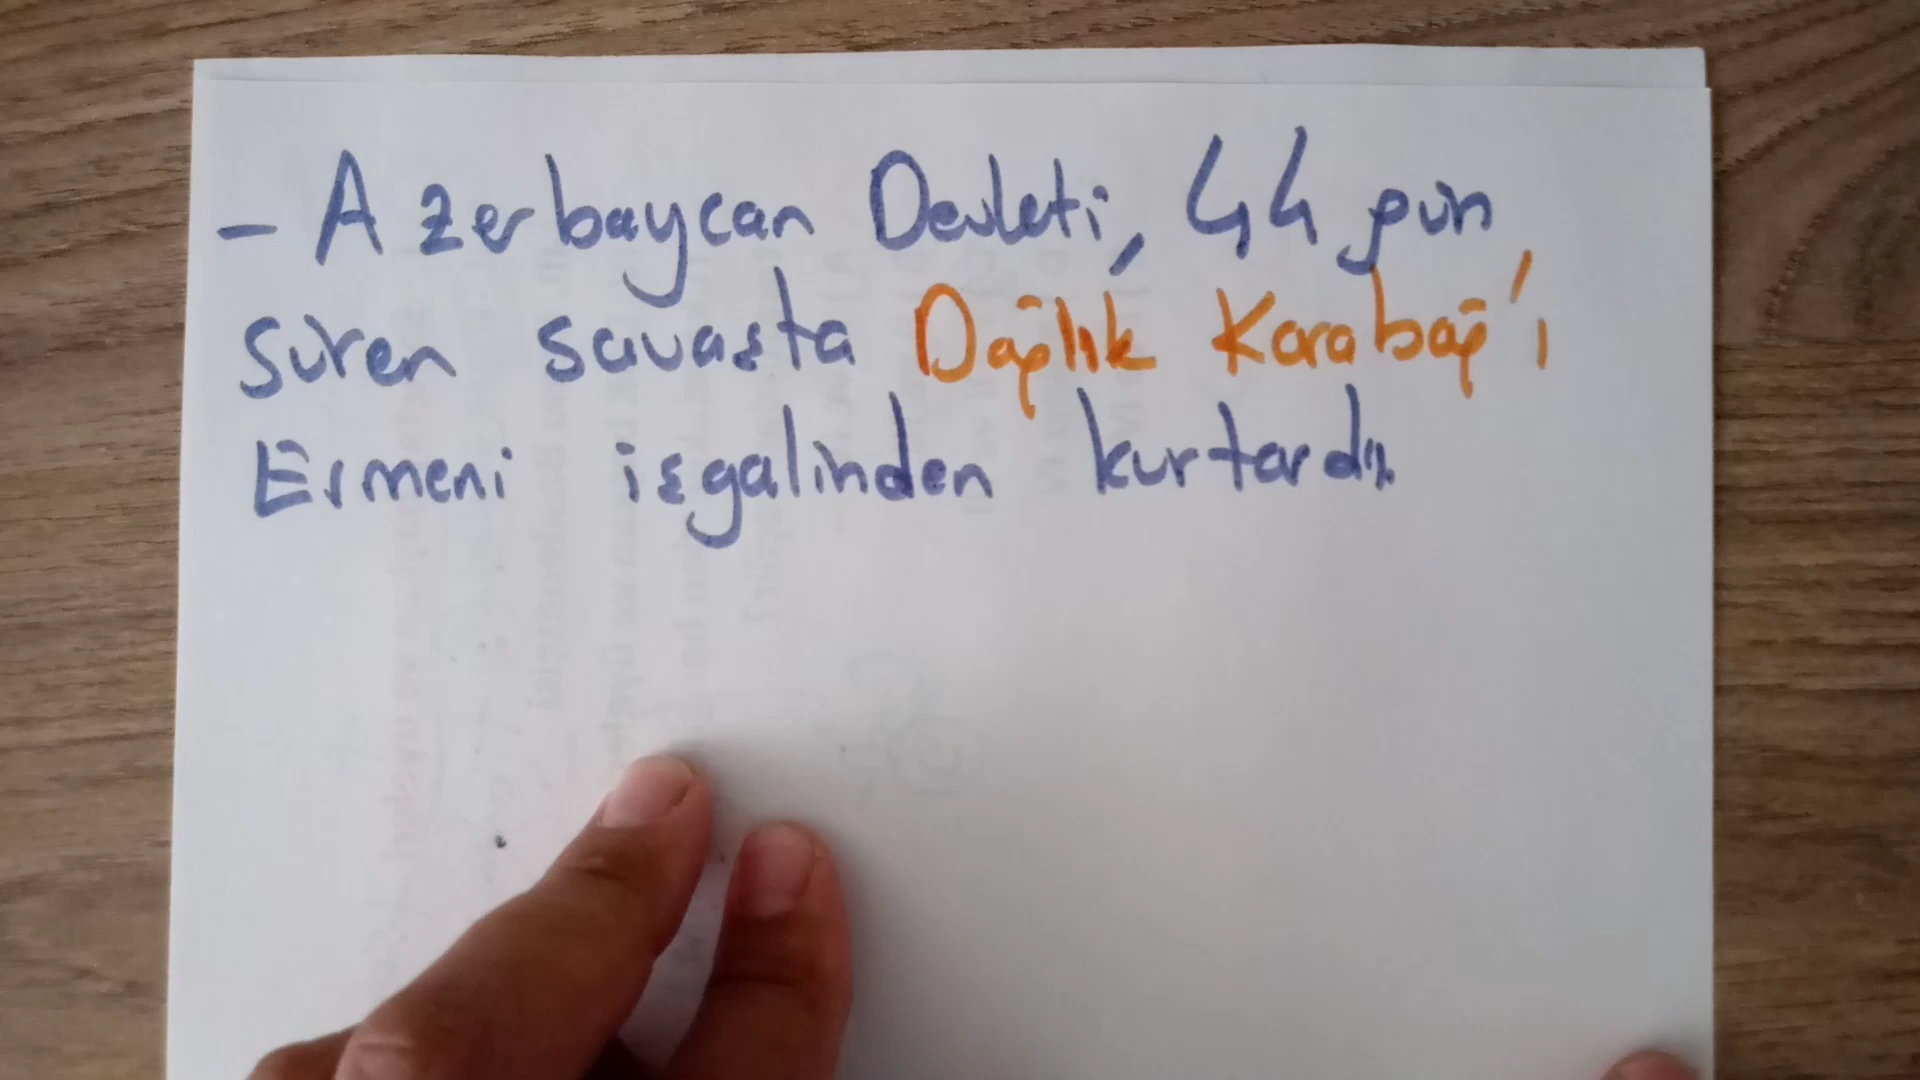 - Azerbaycan Devleti, 44 gün
süren savaşta Dağlık Karabağ'ı
Ermeni işgalinden kurtardı.